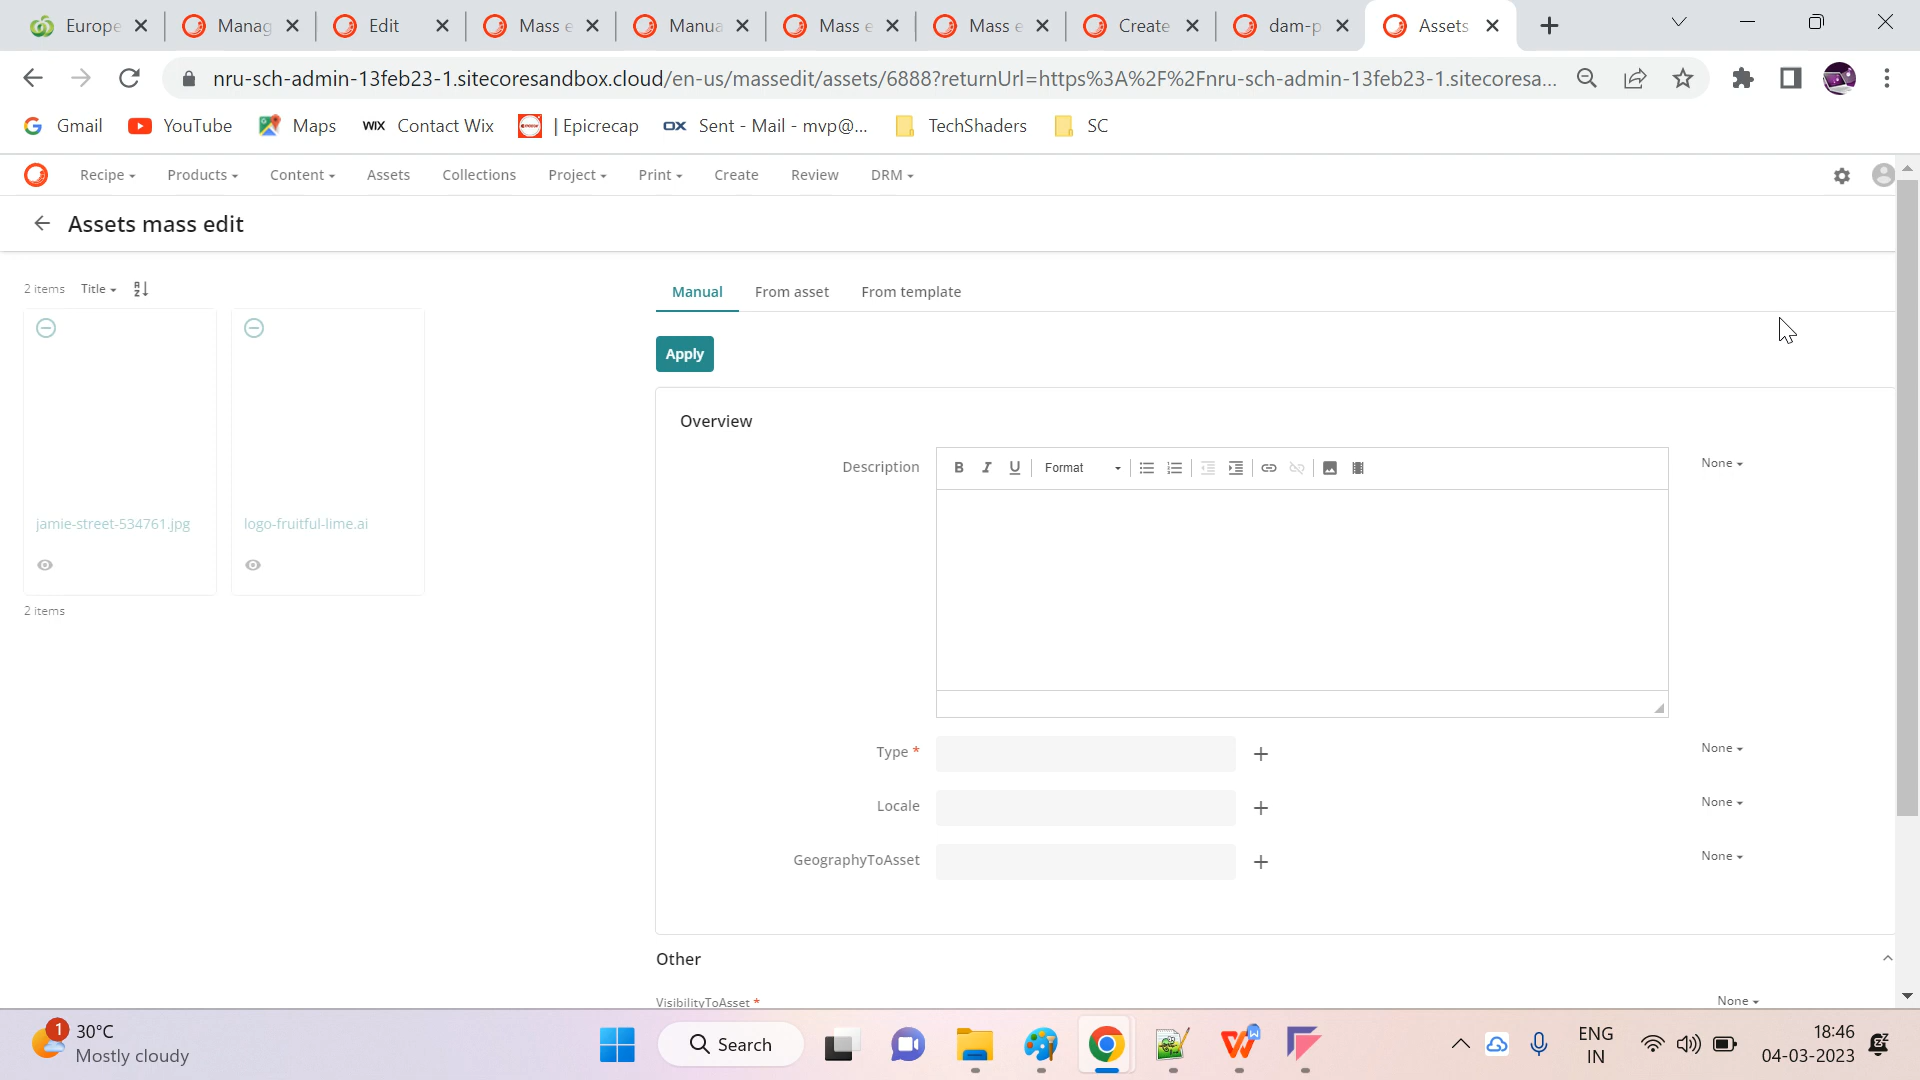 Europe
Manag
Edit
Mass e
Manua
Mass e
Mass e
Create
dam-p
Assets
nru-sch-admin-13feb23-1.sitecoresandbox.cloud/en-us/massedit/assets/6888?returnUrl=https%3A%2F%2Fnru-sch-admin-13feb23-1.sitecoresa...
Gmail
YouTube
Maps
WIX Contact Wix
| Epicrecap
OX Sent - Mail - mvp@...
TechShaders
SC
Recipe
Products
Content
Assets
Collections
Project
Print
Create
Review
DRM
Assets mass edit
2 items Title
Manual
From asset
From template
Apply
jamie-street-534761.jpg
logo-fruitful-lime.ai
2 items
Overview
Description
B I U Format
None
Type *
None
Locale
None
GeographyToAsset
None
Other
VisibilityToAsset *
None
1
30°C
Mostly cloudy
Search
ENG
IN
18:46
04-03-2023